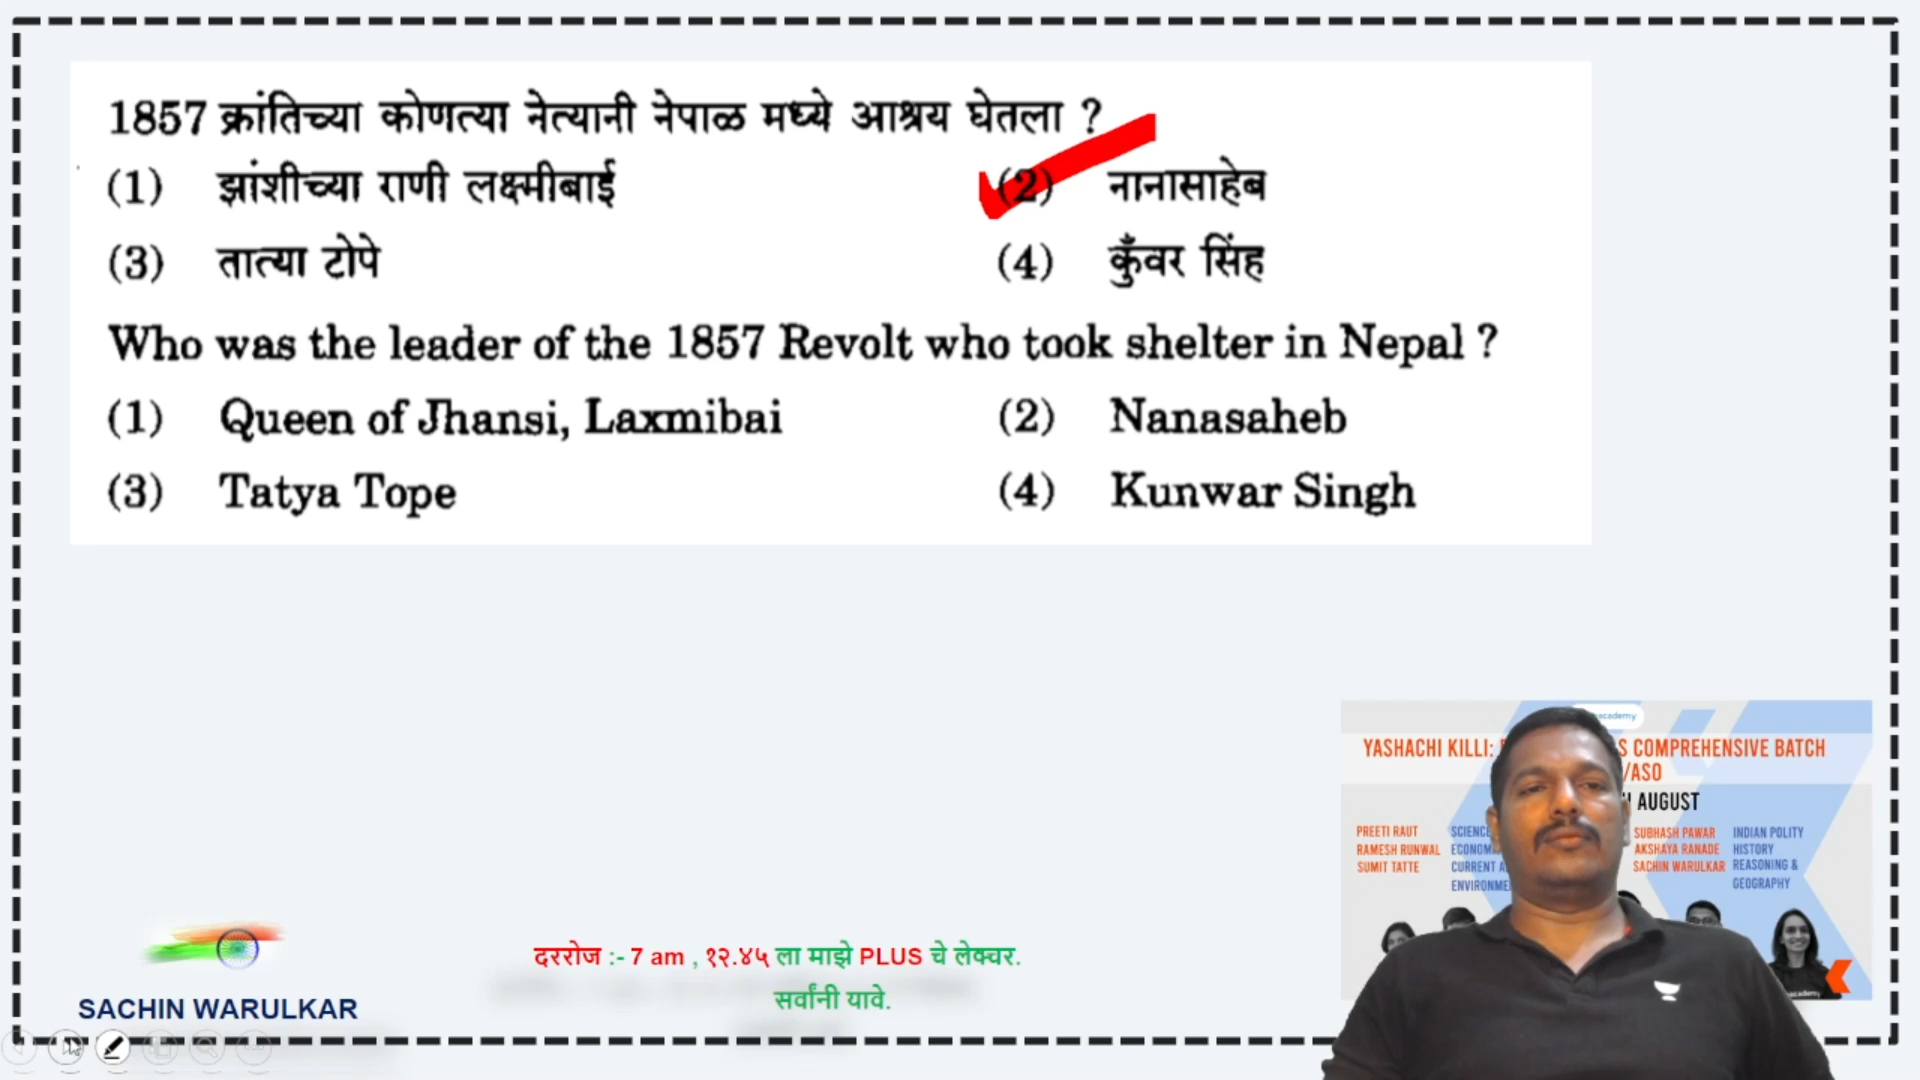 1857 क्रांतिच्या कोणत्या नेत्यानी नेपाळ मध्ये आश्रय घेतला ?
(1) झांशीच्या राणी लक्ष्मीबाई (2) नानासाहेब
(3) तात्या टोपे (4) कुँवर सिंह
Who was the leader of the 1857 Revolt who took shelter in Nepal ?
(1) Queen of Jhansi, Laxmibai (2) Nanasaheb
(3) Tatya Tope (4) Kunwar Singh
YASHACHI KILLI: S COMPREHENSIVE BATCH
/ASO
AUGUST
PREETI RAUT SUBHASH PAWAR INDIAN POLITY
RAMESH RUNWAL AKSHAYA RANADE HISTORY
SUMIT TATTE CURRENT SACHIN WARULKAR REASONING &
GEOGRAPHY
दररोज :- 7 am , १२.४५ ला माझे PLUS चे लेक्चर.
सर्वांनी यावे.
SACHIN WARULKAR